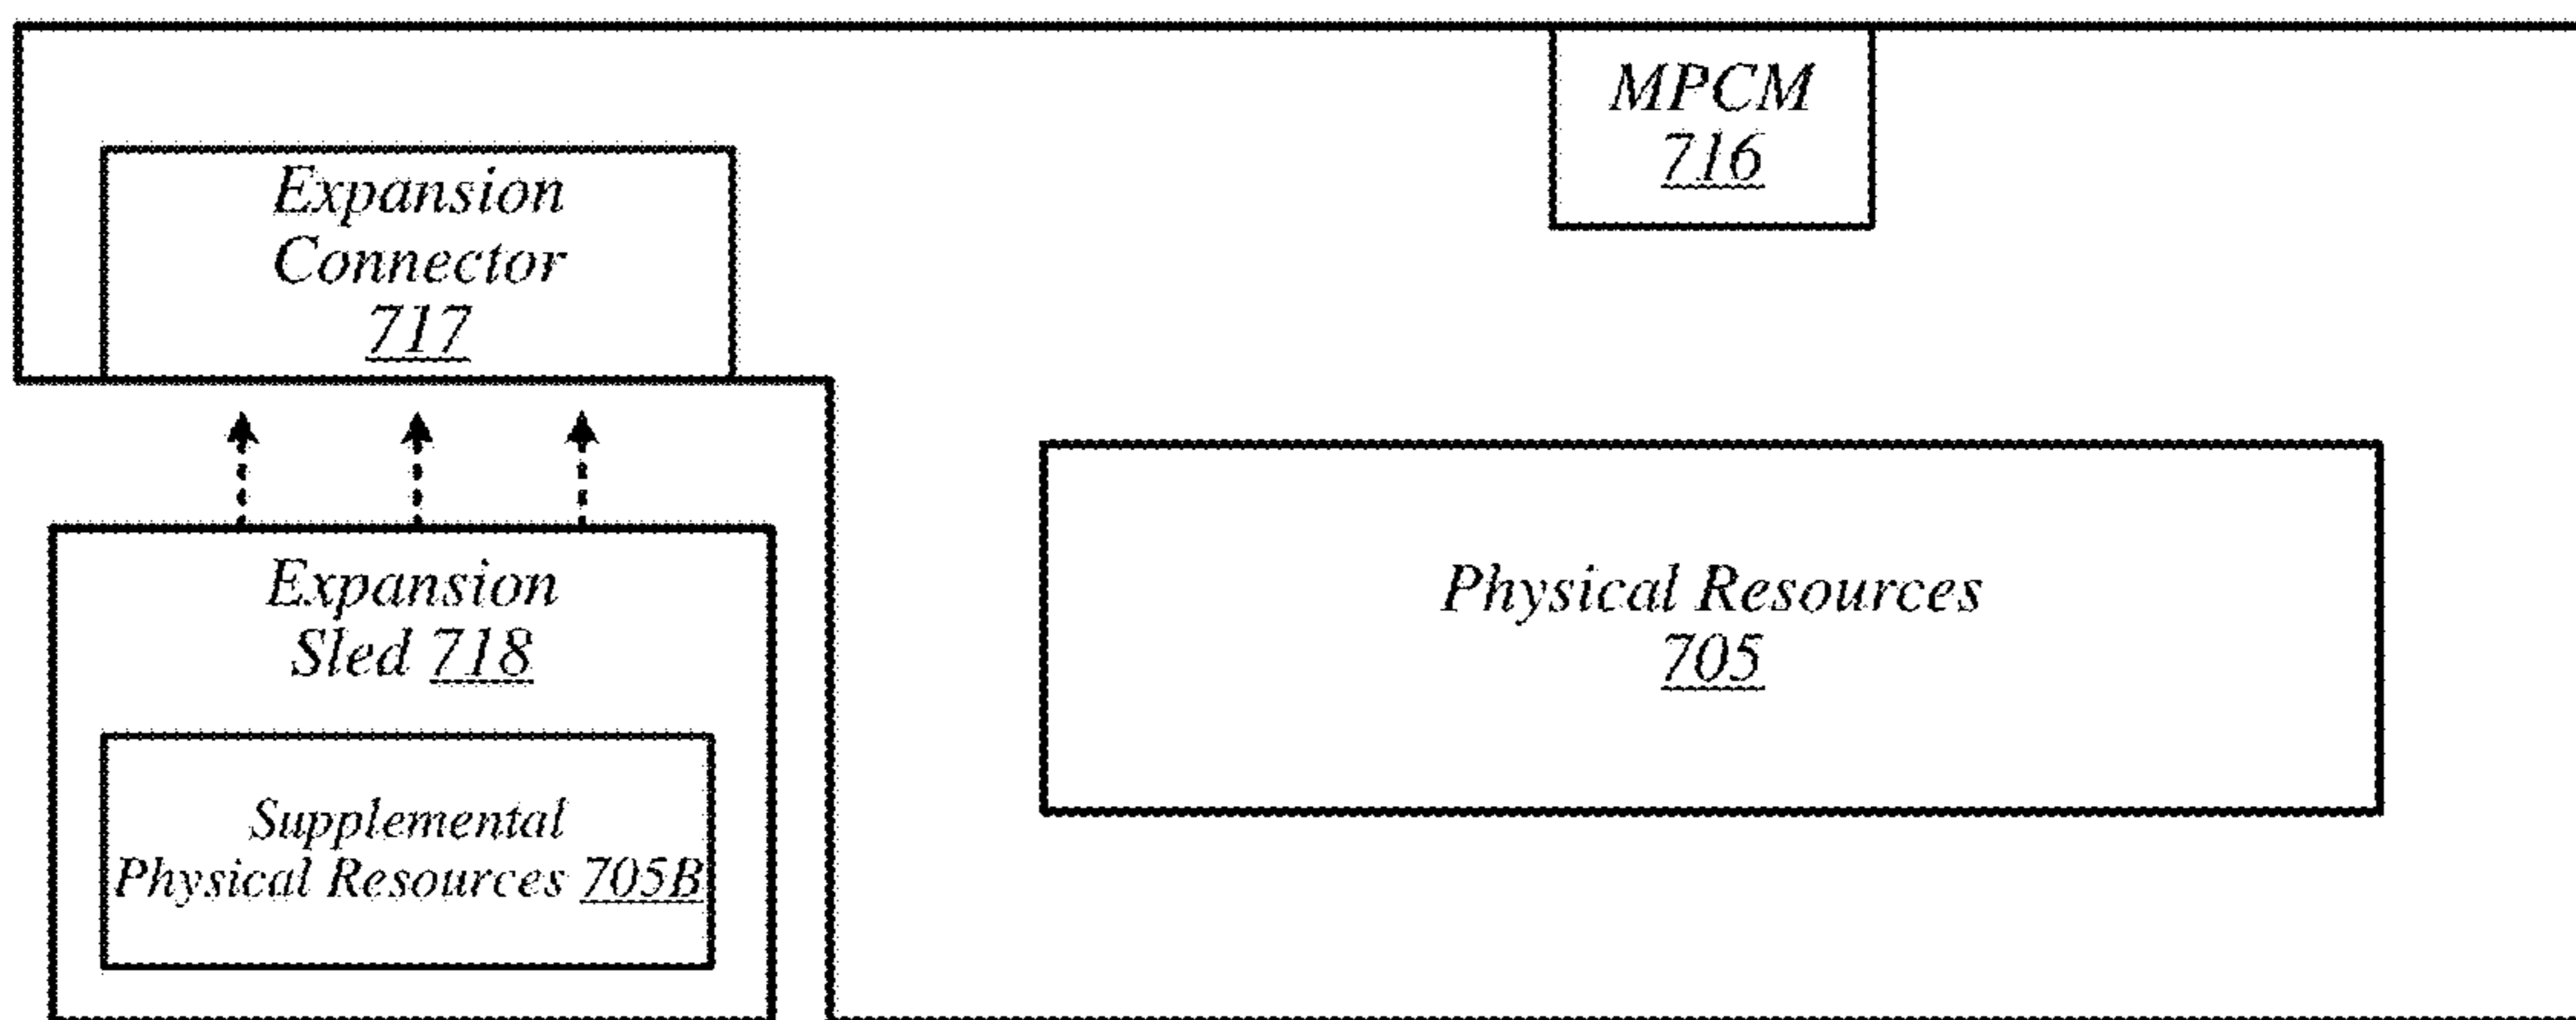 MPCM
716
Expansion
Connector
717
Expansion
Sled 718
Supplemental
Physical Resources 705B
Physical Resources
705